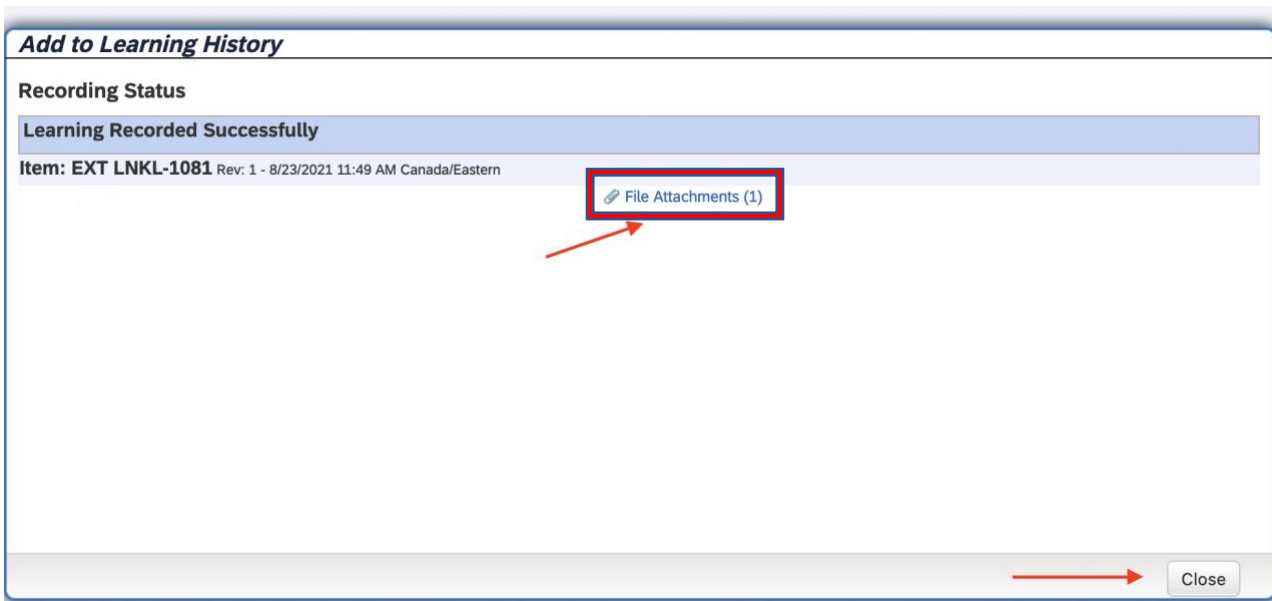 Add to Learning History
Recording Status
Learning Recorded Successfully
Item: EXT LNKL-1081 Rev: 1 - 8/23/2021 11:49 AM Canada/Eastern
File Attachments (1)
Close